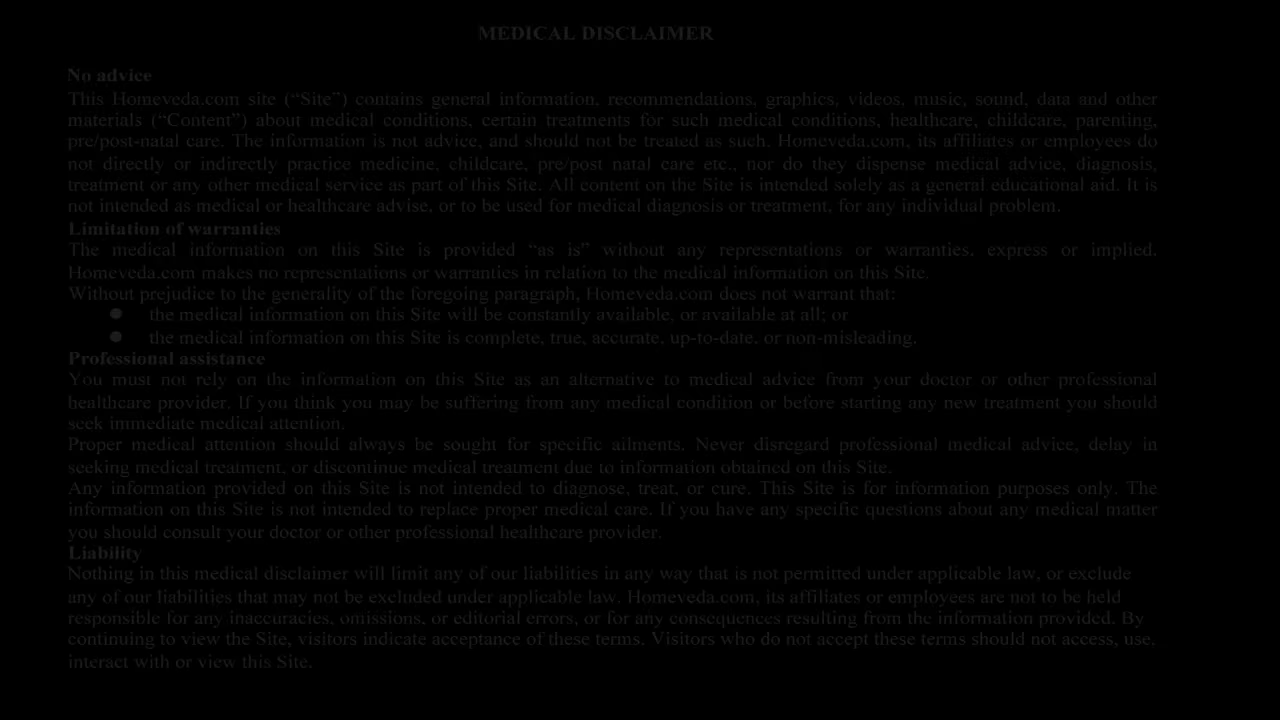 MEDICAL DISCLAIMER
No advice
This Homeveda.com site (“Site”) contains general information, recommendations, graphics, videos, music, sound, data and other
materials (“Content”) about medical conditions, certain treatments for such medical conditions, healthcare, childcare, parenting,
pre/post-natal care. The information is not advice, and should not be treated as such. Homeveda.com, its affiliates or employees do
not directly or indirectly practice medicine, childcare, pre/post natal care etc., nor do they dispense medical advice, diagnosis,
treatment or any other medical service as part of this Site. All content on the Site is intended solely as a general educational aid. It is
not intended as medical or healthcare advise, or to be used for medical diagnosis or treatment, for any individual problem.
Limitation of warranties
The medical information on this Site is provided “as is” without any representations or warranties, express or implied.
Homeveda.com makes no representations or warranties in relation to the medical information on this Site.
Without prejudice to the generality of the foregoing paragraph, Homeveda.com does not warrant that:
● the medical information on this Site will be constantly available, or available at all; or
● the medical information on this Site is complete, true, accurate, up-to-date, or non-misleading.
Professional assistance
You must not rely on the information on this Site as an alternative to medical advice from your doctor or other professional
healthcare provider. If you think you may be suffering from any medical condition or before starting any new treatment you should
seek immediate medical attention.
Proper medical attention should always be sought for specific ailments. Never disregard professional medical advice, delay in
seeking medical treatment, or discontinue medical treatment due to information obtained on this Site.
Any information provided on this Site is not intended to diagnose, treat, or cure. This Site is for information purposes only. The
information on this Site is not intended to replace proper medical care. If you have any specific questions about any medical matter
you should consult your doctor or other professional healthcare provider.
Liability
Nothing in this medical disclaimer will limit any of our liabilities in any way that is not permitted under applicable law, or exclude
any of our liabilities that may not be excluded under applicable law. Homeveda.com, its affiliates or employees are not to be held
responsible for any inaccuracies, omissions, or editorial errors, or for any consequences resulting from the information provided. By
continuing to view the Site, visitors indicate acceptance of these terms. Visitors who do not accept these terms should not access, use,
interact with or view this Site.